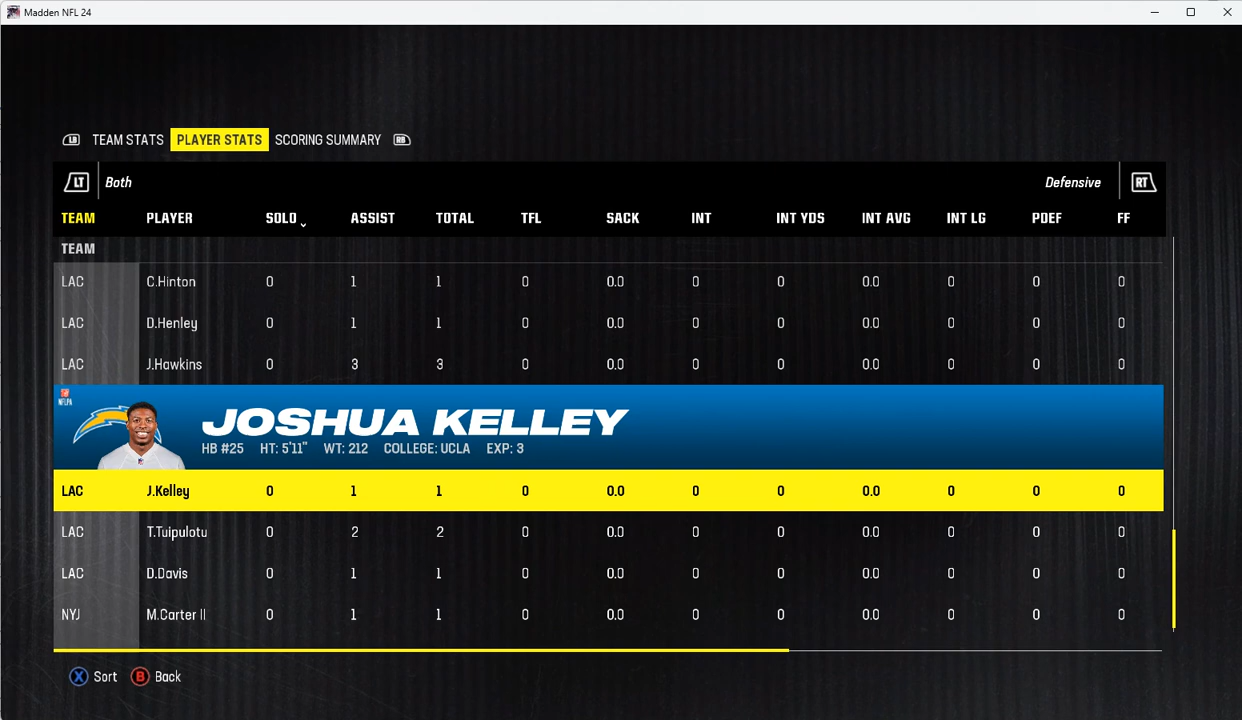 Madden NFL 24
LB TEAM STATS PLAYER STATS SCORING SUMMARY RB
LT Both Defensive RT
TEAM PLAYER SOLO ASSIST TOTAL TFL SACK INT INT YDS INT AVG INT LG PDEF FF
TEAM
LAC C.Hinton 0 1 1 0 0.0 0 0 0.0 0 0 0
LAC D.Henley 0 1 1 0 0.0 0 0 0.0 0 0 0
LAC J.Hawkins 0 3 3 0 0.0 0 0 0.0 0 0 0
NFLPA
JOSHUA KELLEY
HB #25 HT: 5'11" WT: 212 COLLEGE: UCLA EXP: 3
LAC J.Kelley 0 1 1 0 0.0 0 0 0.0 0 0 0
LAC T.Tuipulotu 0 2 2 0 0.0 0 0 0.0 0 0 0
LAC D.Davis 0 1 1 0 0.0 0 0 0.0 0 0 0
NYJ M.Carter II 0 1 1 0 0.0 0 0 0.0 0 0 0
X Sort B Back